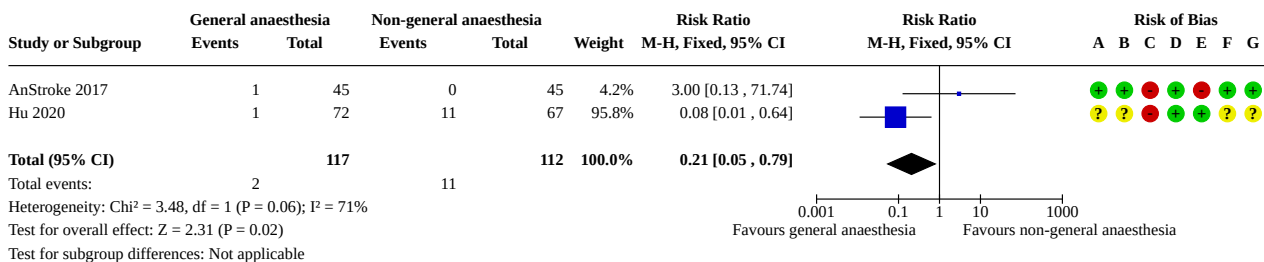 General anaesthesia Non-general anaesthesia Risk Ratio Risk Ratio Risk of Bias
Study or Subgroup Events Total Events Total Weight M-H, Fixed, 95% CI M-H, Fixed, 95% CI A B C D E F G
AnStroke 2017 1 45 0 45 4.2% 3.00 [0.13 , 71.74] + + - + - + +
Hu 2020 1 72 11 67 95.8% 0.08 [0.01 , 0.64] ? ? - + + ? ?
Total (95% CI) 117 112 100.0% 0.21 [0.05 , 0.79]
Total events: 2 11
Heterogeneity: Chi² = 3.48, df = 1 (P = 0.06); I² = 71%
0.001 0.1 1 10 1000
Test for overall effect: Z = 2.31 (P = 0.02) Favours general anaesthesia Favours non-general anaesthesia
Test for subgroup differences: Not applicable